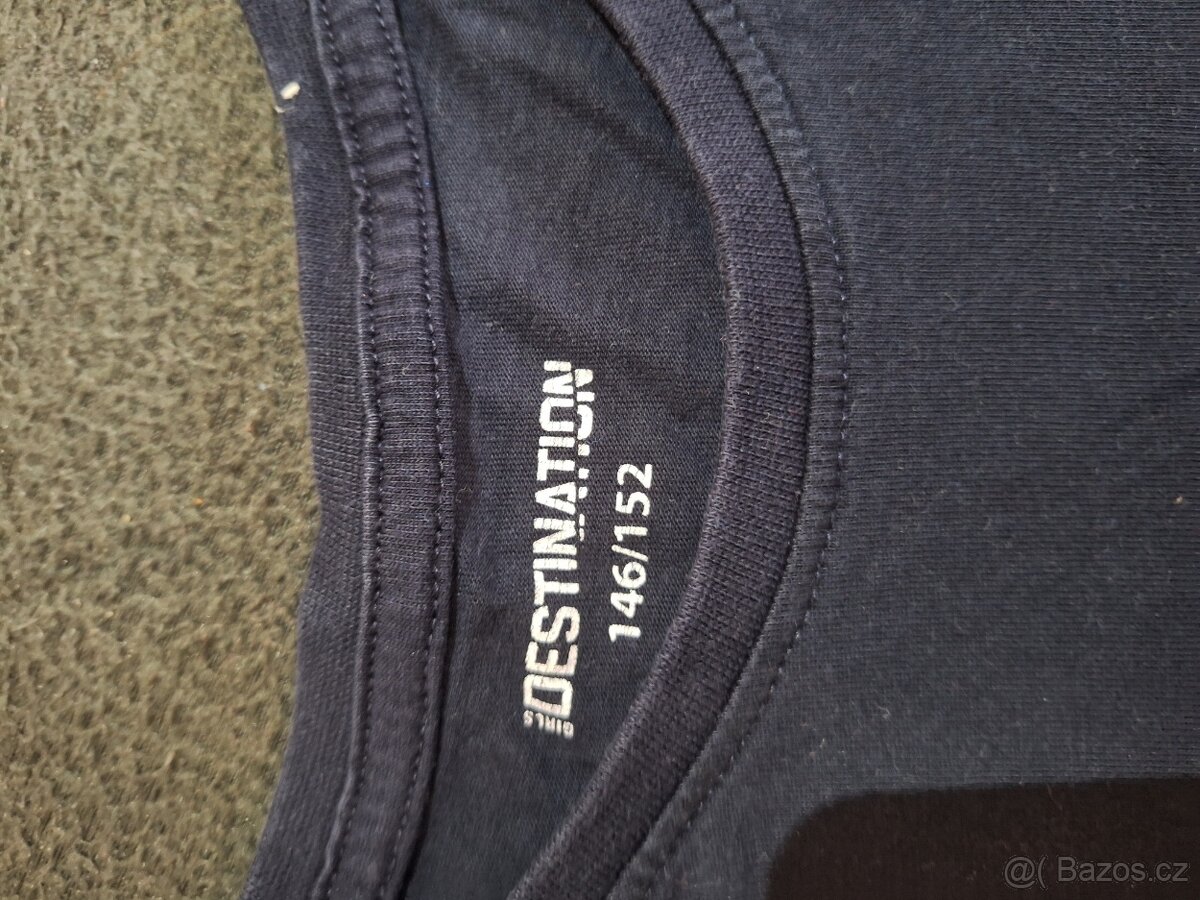 GIRLS
DESTINATION
146/152
@( Bazos.cz